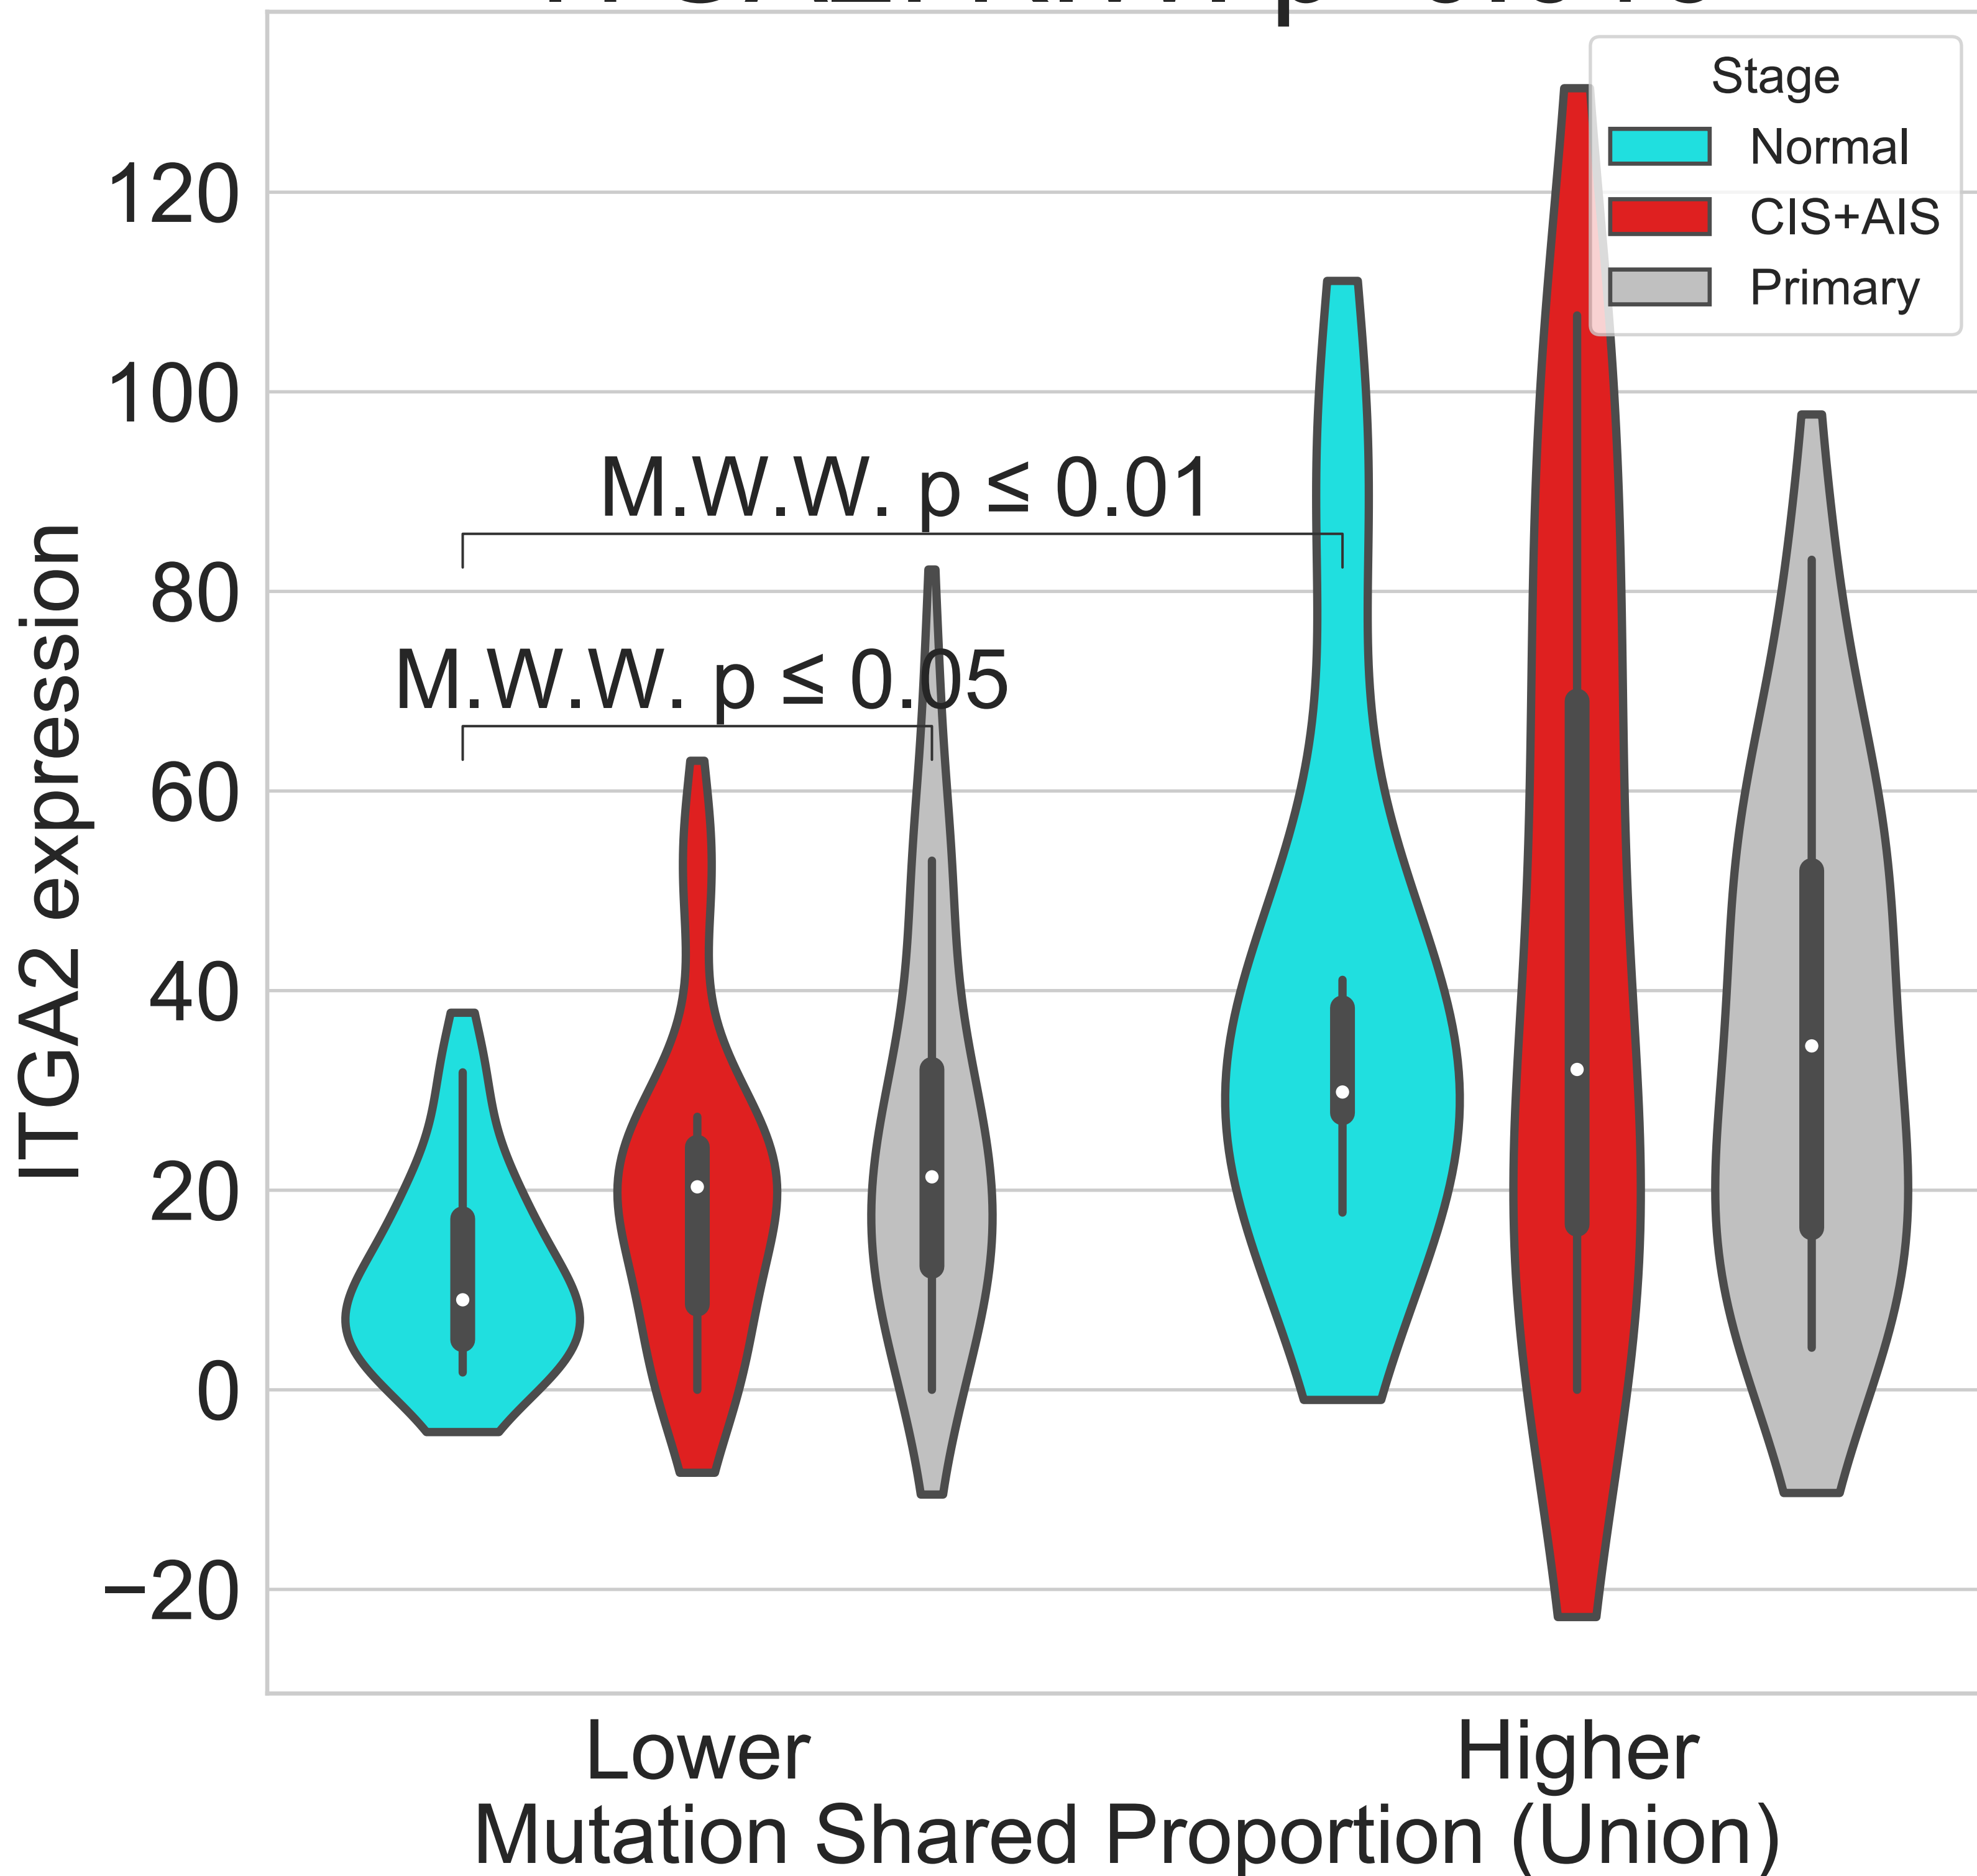 Stage
Normal
CIS+AIS
Primary
120
100
80
60
40
20
0
−20
ITGA2 expression
M.W.W. p ≤ 0.01
M.W.W. p ≤ 0.05
Lower
Higher
Mutation Shared Proportion (Union)